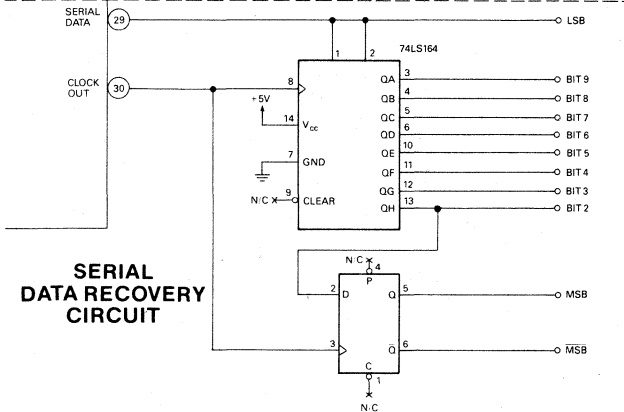 SERIAL
DATA
29
LSB
1
2
74LS164
CLOCK
OUT
30
8
+5V
14
VCC
7
GND
N/C
9
CLEAR
QA
3
BIT 9
QB
4
BIT 8
QC
5
BIT 7
QD
6
BIT 6
QE
10
BIT 5
QF
11
BIT 4
QG
12
BIT 3
QH
13
BIT 2
SERIAL
DATA RECOVERY
CIRCUIT
N/C
4
P
2
D
Q
5
MSB
3
Q̅
6
M̅S̅B̅
C
1
N/C